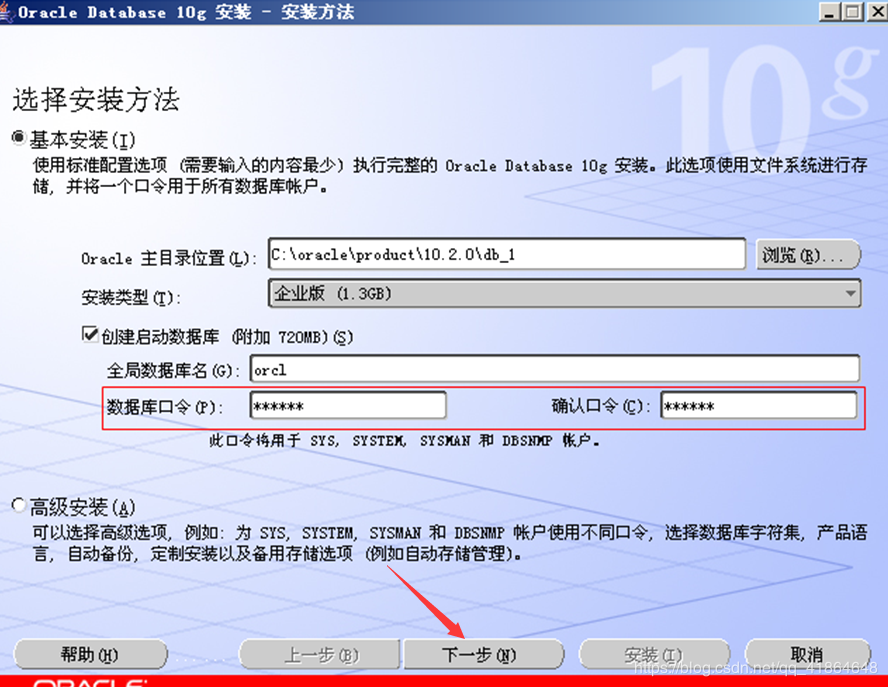 Oracle Database 10g 安装 - 安装方法
10g
选择安装方法
基本安装(I)
使用标准配置选项 (需要输入的内容最少) 执行完整的 Oracle Database 10g 安装。此选项使用文件系统进行存
储, 并将一个口令用于所有数据库帐户。
Oracle 主目录位置(L): C:\oracle\product\10.2.0\db_1 浏览(R)...
安装类型(T): 企业版 (1.3GB)
创建启动数据库 (附加 720MB)(S)
全局数据库名(G): orcl
数据库口令(P): ****** 确认口令(C): ******
此口令将用于 SYS, SYSTEM, SYSMAN 和 DBSNMP 帐户。
高级安装(A)
可以选择高级选项, 例如: 为 SYS, SYSTEM, SYSMAN 和 DBSNMP 帐户使用不同口令, 选择数据库字符集, 产品语
言, 自动备份, 定制安装以及备用存储选项 (例如自动存储管理)。
帮助(H) 上一步(B) 下一步(N) 安装(I) 取消
https://blog.csdn.net/qq_41864648
ORACLE